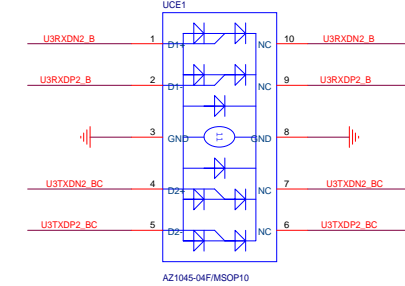 UCE1
U3RXDN2_B 1 D1+ NC 10 U3RXDN2_B
U3RXDP2_B 2 D1- NC 9 U3RXDP2_B
3 GND GND 8
U3TXDN2_BC 4 D2+ NC 7 U3TXDN2_BC
U3TXDP2_BC 5 D2- NC 6 U3TXDP2_BC
AZ1045-04F/MSOP10